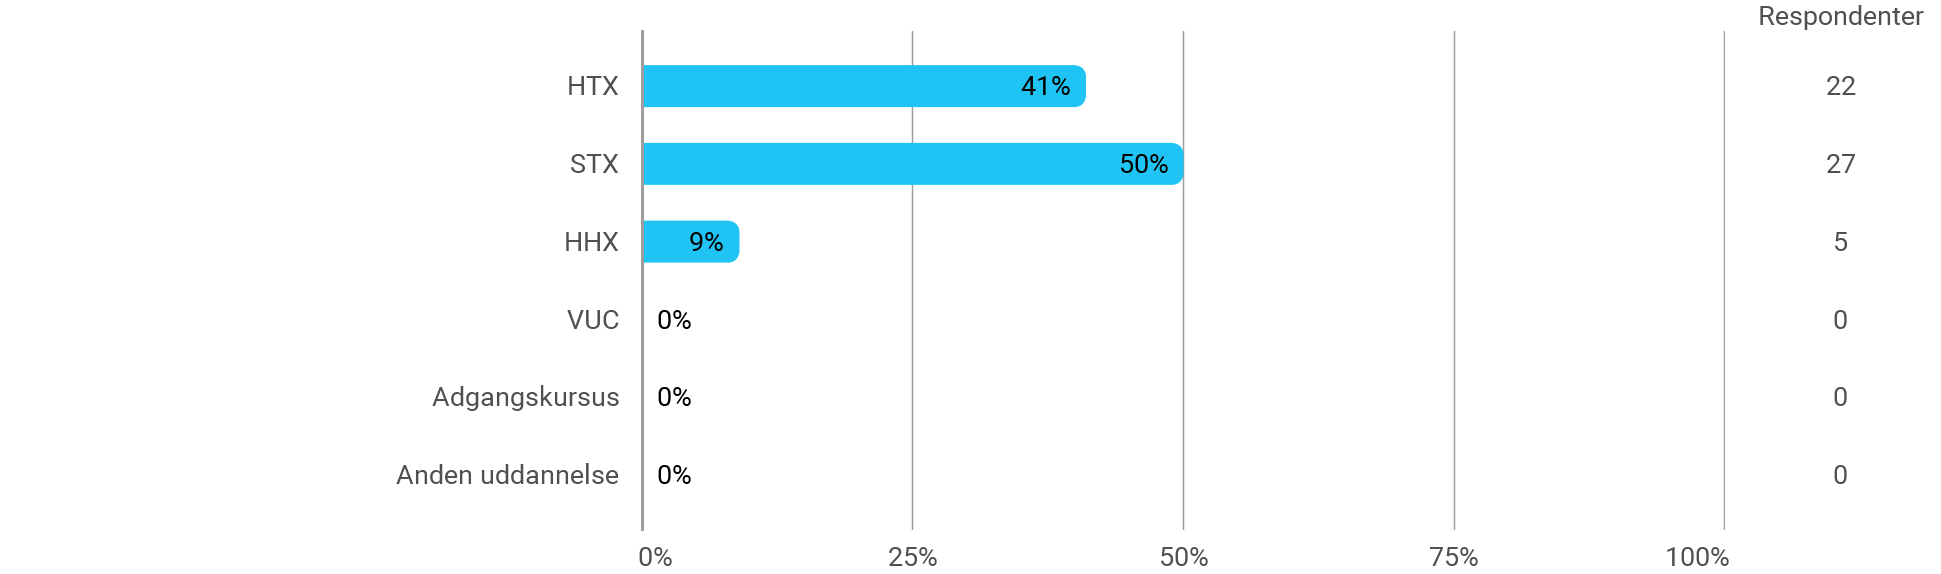 Respondenter
HTX 41% 22
STX 50% 27
HHX 9% 5
VUC 0% 0
Adgangskursus 0% 0
Anden uddannelse 0% 0
0% 25% 50% 75% 100%